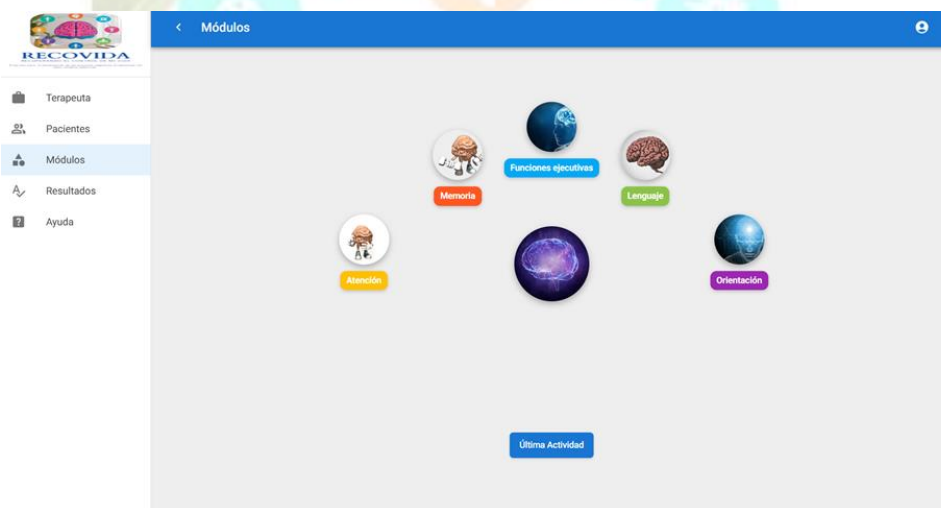 Módulos
RECOVIDA
Terapeuta
Pacientes
Módulos
Resultados
Ayuda
Funciones ejecutivas
Memoria
Lenguaje
Atención
Orientación
Última Actividad